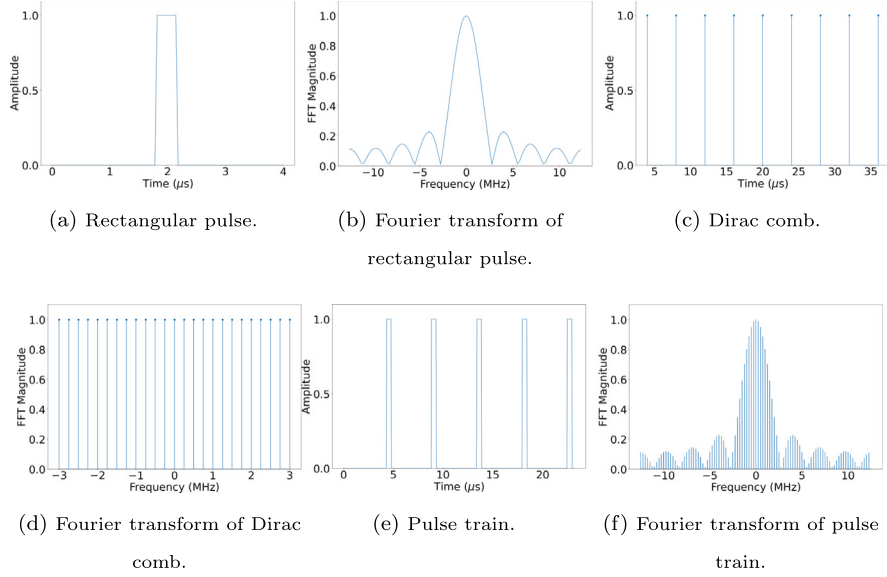 1.0
0.5
0.0
Amplitude
0 1 2 3 4
Time (μs)
(a) Rectangular pulse.
1.0
0.8
0.6
0.4
0.2
0.0
FFT Magnitude
−10 −5 0 5 10
Frequency (MHz)
(b) Fourier transform of
rectangular pulse.
1.0
0.5
0.0
Amplitude
5 10 15 20 25 30 35
Time (μs)
(c) Dirac comb.
1.0
0.8
0.6
0.4
0.2
0.0
FFT Magnitude
−3 −2 −1 0 1 2 3
Frequency (MHz)
(d) Fourier transform of Dirac
comb.
1.0
0.5
0.0
Amplitude
0 5 10 15 20
Time (μs)
(e) Pulse train.
1.0
0.8
0.6
0.4
0.2
0.0
FFT Magnitude
−10 −5 0 5 10
Frequency (MHz)
(f) Fourier transform of pulse
train.